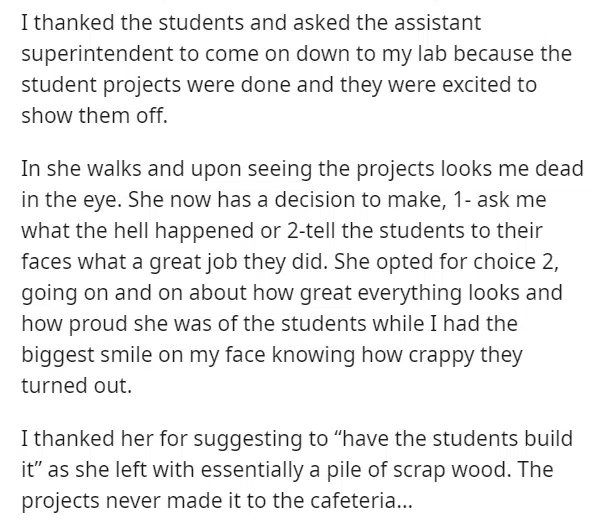 I thanked the students and asked the assistant
superintendent to come on down to my lab because the
student projects were done and they were excited to
show them off.
In she walks and upon seeing the projects looks me dead
in the eye. She now has a decision to make, 1- ask me
what the hell happened or 2-tell the students to their
faces what a great job they did. She opted for choice 2,
going on and on about how great everything looks and
how proud she was of the students while I had the
biggest smile on my face knowing how crappy they
turned out.
I thanked her for suggesting to “have the students build
it” as she left with essentially a pile of scrap wood. The
projects never made it to the cafeteria...